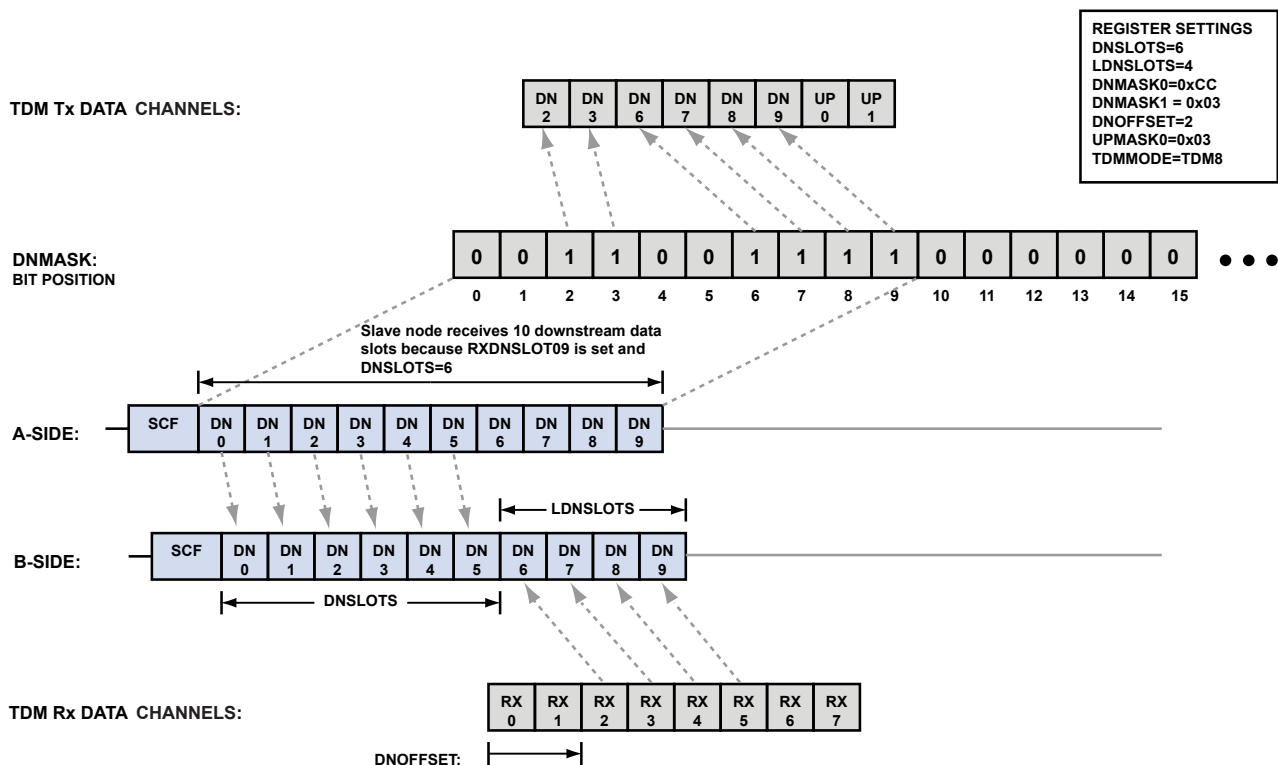 REGISTER SETTINGS
DNSLOTS=6
LDNSLOTS=4
DNMASK0=0xCC
DNMASK1 = 0x03
DNOFFSET=2
UPMASK0=0x03
TDMMODE=TDM8
TDM Tx DATA CHANNELS:
DN DN DN DN DN DN UP UP
2 3 6 7 8 9 0 1
DNMASK:
BIT POSITION
0 0 1 1 0 0 1 1 1 1 0 0 0 0 0 0
0 1 2 3 4 5 6 7 8 9 10 11 12 13 14 15
Slave node receives 10 downstream data
slots because RXDNSLOT09 is set and
DNSLOTS=6
A-SIDE:
SCF DN DN DN DN DN DN DN DN DN DN
0 1 2 3 4 5 6 7 8 9
LDNSLOTS
B-SIDE:
SCF DN DN DN DN DN DN DN DN DN DN
0 1 2 3 4 5 6 7 8 9
DNSLOTS
TDM Rx DATA CHANNELS:
RX RX RX RX RX RX RX RX
0 1 2 3 4 5 6 7
DNOFFSET: